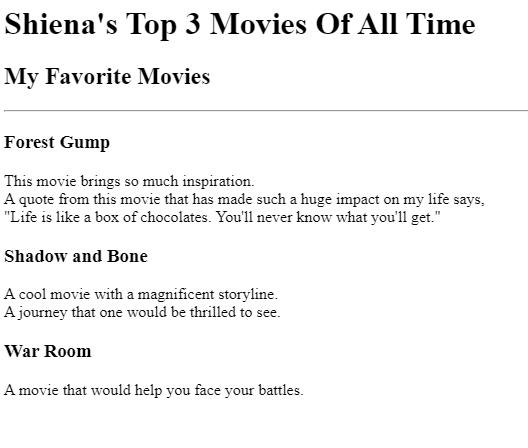 Shiena's Top 3 Movies Of All Time
My Favorite Movies
Forest Gump
This movie brings so much inspiration.
A quote from this movie that has made such a huge impact on my life says,
"Life is like a box of chocolates. You'll never know what you'll get."
Shadow and Bone
A cool movie with a magnificent storyline.
A journey that one would be thrilled to see.
War Room
A movie that would help you face your battles.